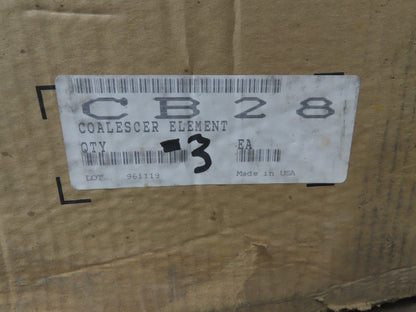 CB28
COALESCER ELEMENT
QTY 3 EA
LOT 961119 Made in USA